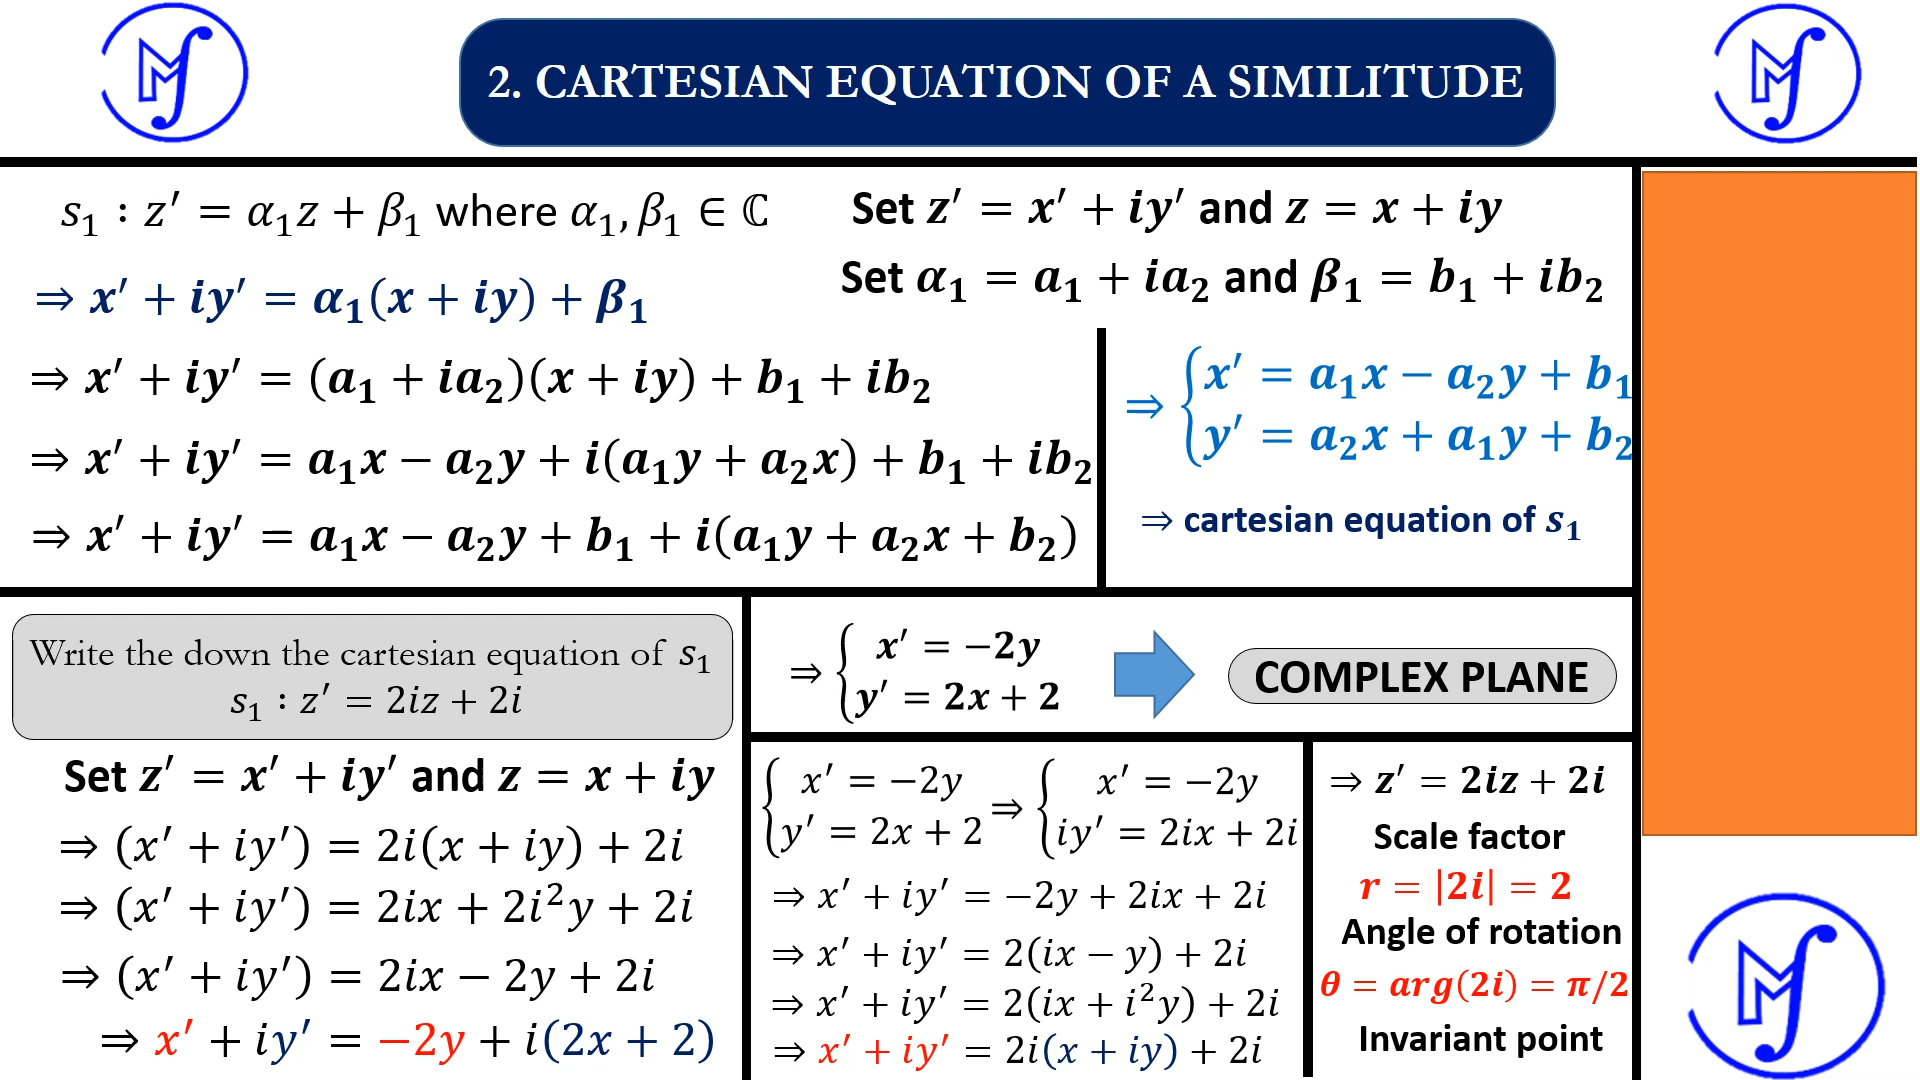 2. CARTESIAN EQUATION OF A SIMILITUDE
s₁ : z′ = α₁z + β₁ where α₁, β₁ ∈ ℂ
Set z′ = x′ + iy′ and z = x + iy
Set α₁ = a₁ + ia₂ and β₁ = b₁ + ib₂
⇒ x′ + iy′ = α₁(x + iy) + β₁
⇒ x′ + iy′ = (a₁ + ia₂)(x + iy) + b₁ + ib₂
⇒ x′ + iy′ = a₁x − a₂y + i(a₁y + a₂x) + b₁ + ib₂
⇒ x′ + iy′ = a₁x − a₂y + b₁ + i(a₁y + a₂x + b₂)
⇒ { x′ = a₁x − a₂y + b₁
y′ = a₂x + a₁y + b₂
⇒ cartesian equation of s₁
Write the down the cartesian equation of s₁
s₁ : z′ = 2iz + 2i
Set z′ = x′ + iy′ and z = x + iy
⇒ (x′ + iy′) = 2i(x + iy) + 2i
⇒ (x′ + iy′) = 2ix + 2i²y + 2i
⇒ (x′ + iy′) = 2ix − 2y + 2i
⇒ x′ + iy′ = −2y + i(2x + 2)
⇒ { x′ = −2y
y′ = 2x + 2
COMPLEX PLANE
{ x′ = −2y ⇒ { x′ = −2y
y′ = 2x + 2 iy′ = 2ix + 2i
⇒ x′ + iy′ = −2y + 2ix + 2i
⇒ x′ + iy′ = 2(ix − y) + 2i
⇒ x′ + iy′ = 2(ix + i²y) + 2i
⇒ x′ + iy′ = 2i(x + iy) + 2i
⇒ z′ = 2iz + 2i
Scale factor
r = |2i| = 2
Angle of rotation
θ = arg(2i) = π/2
Invariant point